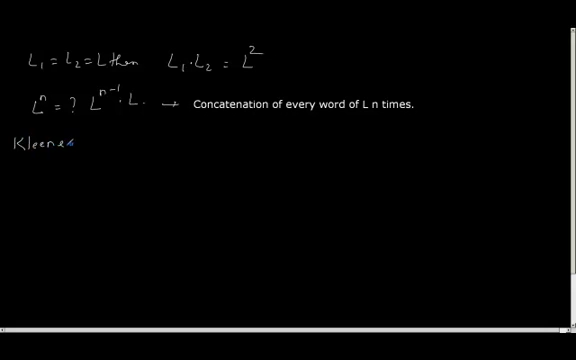 L₁ = L₂ = L then L₁·L₂ = L²
Lⁿ = ? Lⁿ⁻¹·L. → Concatenation of every word of L n times.
Kleene